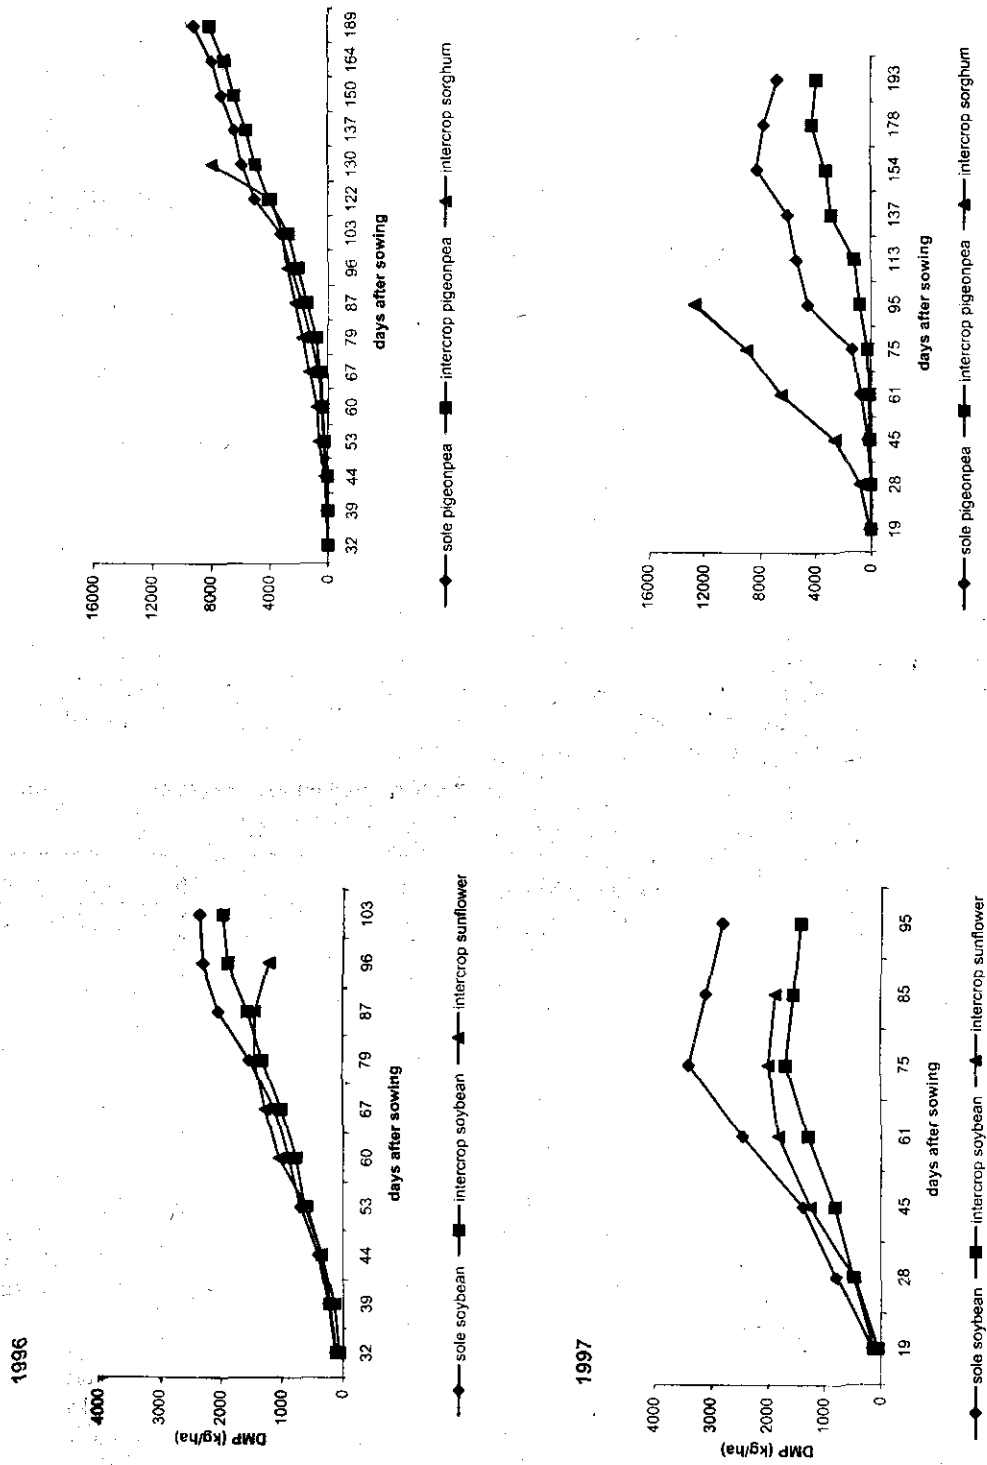 1996
4000
3000
2000
1000
0
DMP (kg/ha)
32 39 44 53 60 67 79 87 96 103
days after sowing
sole soybean intercrop soybean intercrop sunflower
16000
12000
8000
4000
0
32 39 44 53 60 67 79 87 96 103 122 130 137 150 164 189
days after sowing
sole pigeonpea intercrop pigeonpea intercrop sorghum
1997
4000
3000
2000
1000
0
DMP (kg/ha)
19 28 45 61 75 85 95
days after sowing
sole soybean intercrop soybean intercrop sunflower
16000
12000
8000
4000
0
19 28 45 61 75 95 113 137 154 178 193
days after sowing
sole pigeonpea intercrop pigeonpea intercrop sorghum